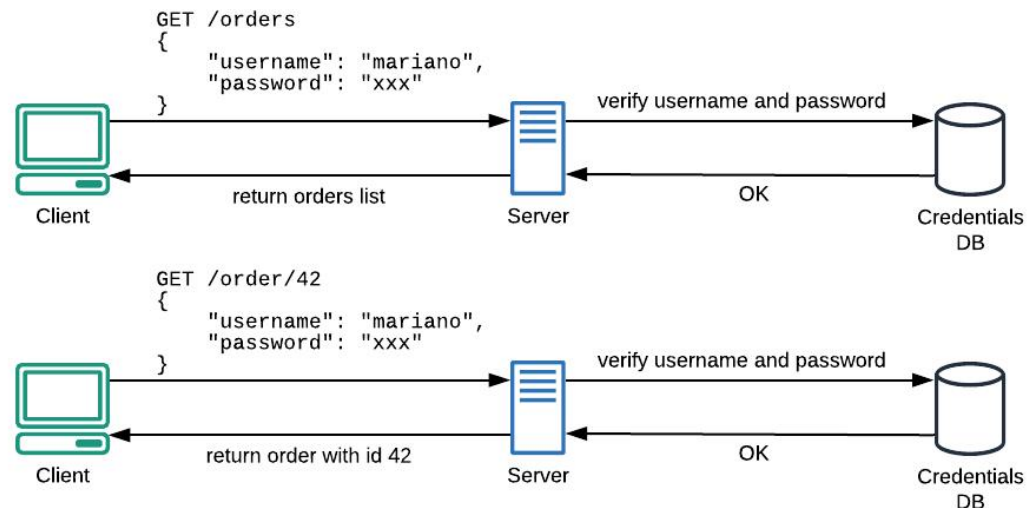 GET /orders
{
    "username": "mariano",
    "password": "xxx"
}
verify username and password
return orders list
OK
Client
Server
Credentials
DB
GET /order/42
{
    "username": "mariano",
    "password": "xxx"
}
verify username and password
return order with id 42
OK
Client
Server
Credentials
DB